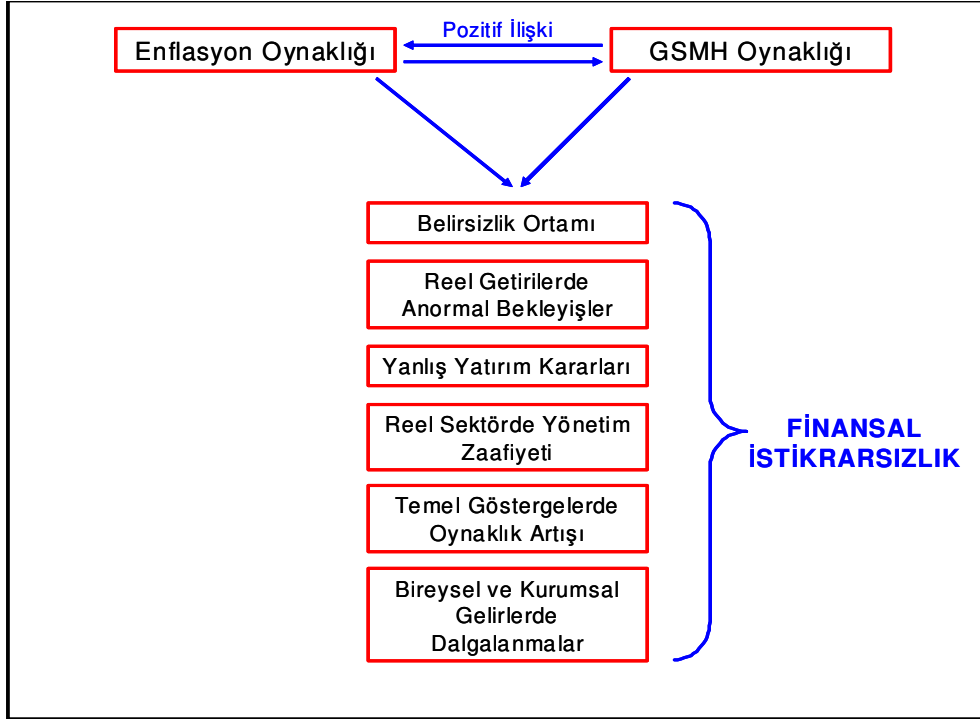 Pozitif İlişki
Enflasyon Oynaklığı
GSMH Oynaklığı
Belirsizlik Ortamı
Reel Getirilerde
Anormal Bekleyişler
Yanlış Yatırım Kararları
Reel Sektörde Yönetim
Zaafiyeti
Temel Göstergelerde
Oynaklık Artışı
Bireysel ve Kurumsal
Gelirlerde
Dalgalanmalar
FİNANSAL
İSTİKRARSIZLIK